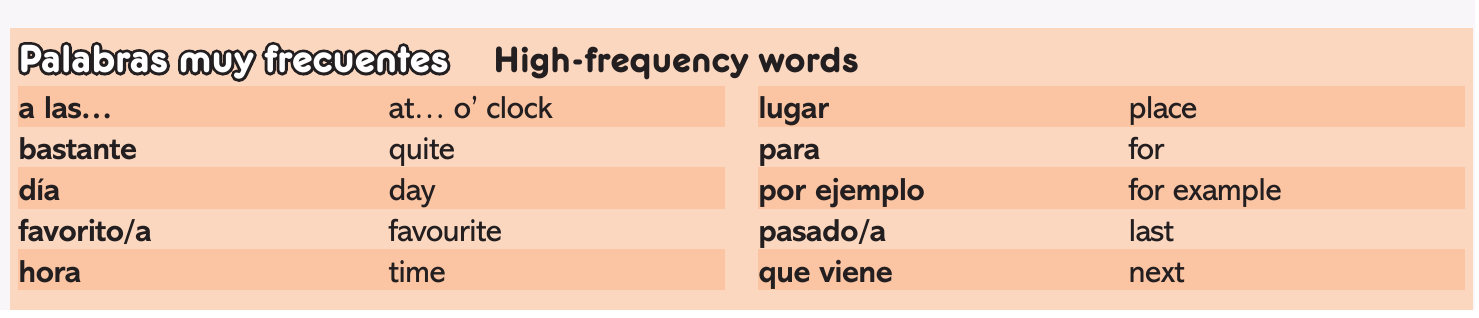 Palabras muy frecuentes High-frequency words
a las… at… o' clock
bastante quite
día day
favorito/a favourite
hora time
lugar place
para for
por ejemplo for example
pasado/a last
que viene next